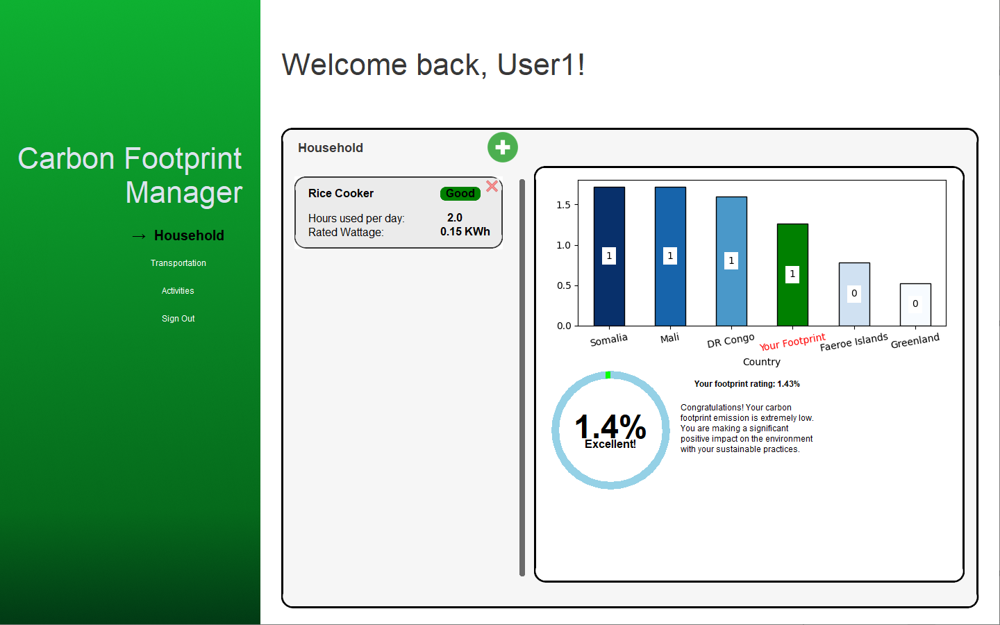 Carbon Footprint
Manager
→ Household
Transportation
Activities
Sign Out
Welcome back, User1!
Household
Rice Cooker Good
Hours used per day: 2.0
Rated Wattage: 0.15 KWh
1.5
1.0
0.5
0.0
1 1 1 1 0 0
Somalia Mali DR Congo Your Footprint Faeroe Islands Greenland
Country
1.4%
Excellent!
Your footprint rating: 1.43%
Congratulations! Your carbon
footprint emission is extremely low.
You are making a significant
positive impact on the environment
with your sustainable practices.